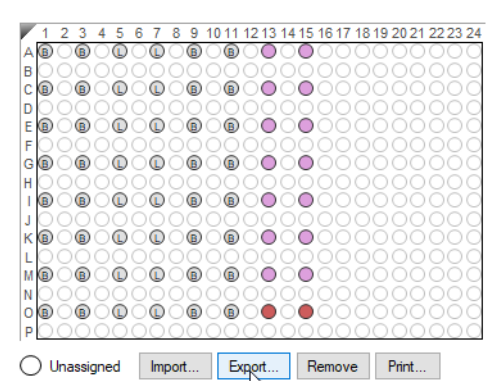 1 2 3 4 5 6 7 8 9 10 11 12 13 14 15 16 17 18 19 20 21 22 23 24
A B B L L B B
B
C B B L L B B
D
E B B L L B B
F
G B B L L B B
H
I B B L L B B
J
K B B L L B B
L
M B B L L B B
N
O B B L L B B
P
Unassigned Import... Export... Remove Print...